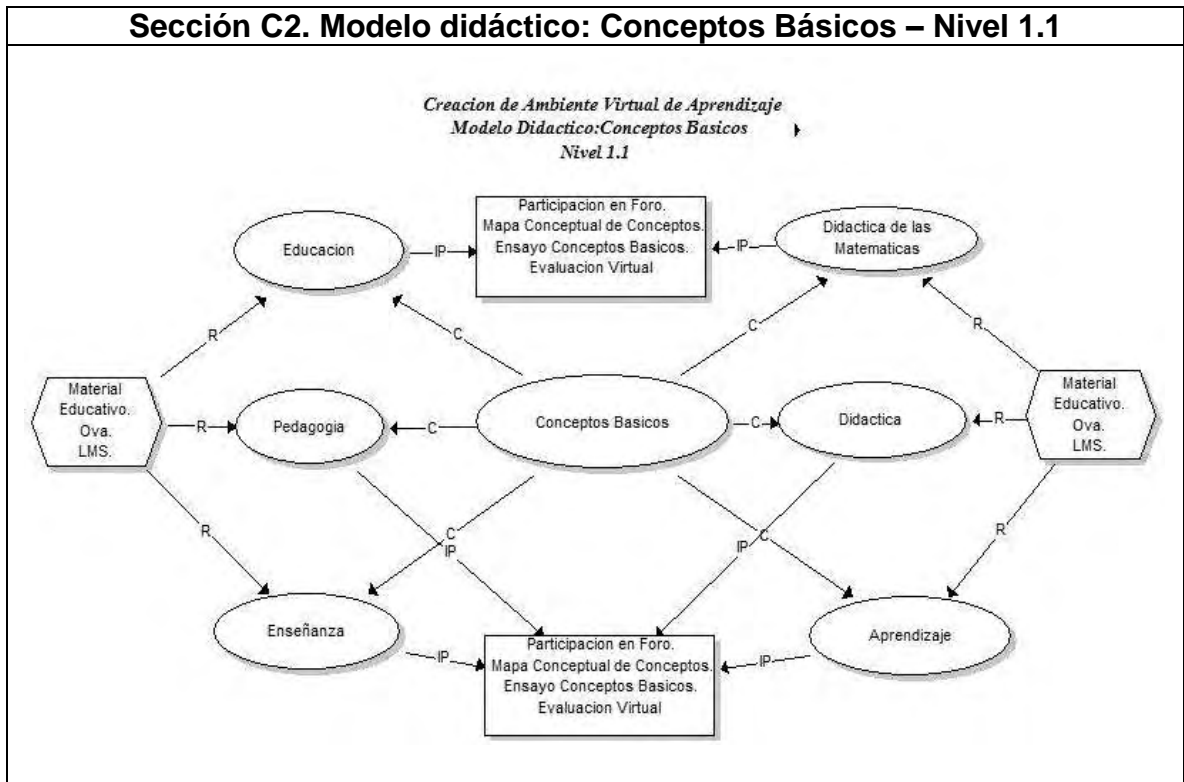 Sección C2. Modelo didáctico: Conceptos Básicos – Nivel 1.1
Creacion de Ambiente Virtual de Aprendizaje
Modelo Didactico:Conceptos Basicos
Nivel 1.1
Participacion en Foro.
Mapa Conceptual de Conceptos.
Ensayo Conceptos Basicos.
Evaluacion Virtual
Educacion
IP
IP
Didactica de las
Matematicas
R
C
C
R
Material
Educativo.
Ova.
LMS.
R
Pedagogia
C
Conceptos Basicos
C
Didactica
R
Material
Educativo.
Ova.
LMS.
R
C
IP
IP
C
R
Enseñanza
IP
Participacion en Foro.
Mapa Conceptual de Conceptos.
Ensayo Conceptos Basicos.
Evaluacion Virtual
IP
Aprendizaje